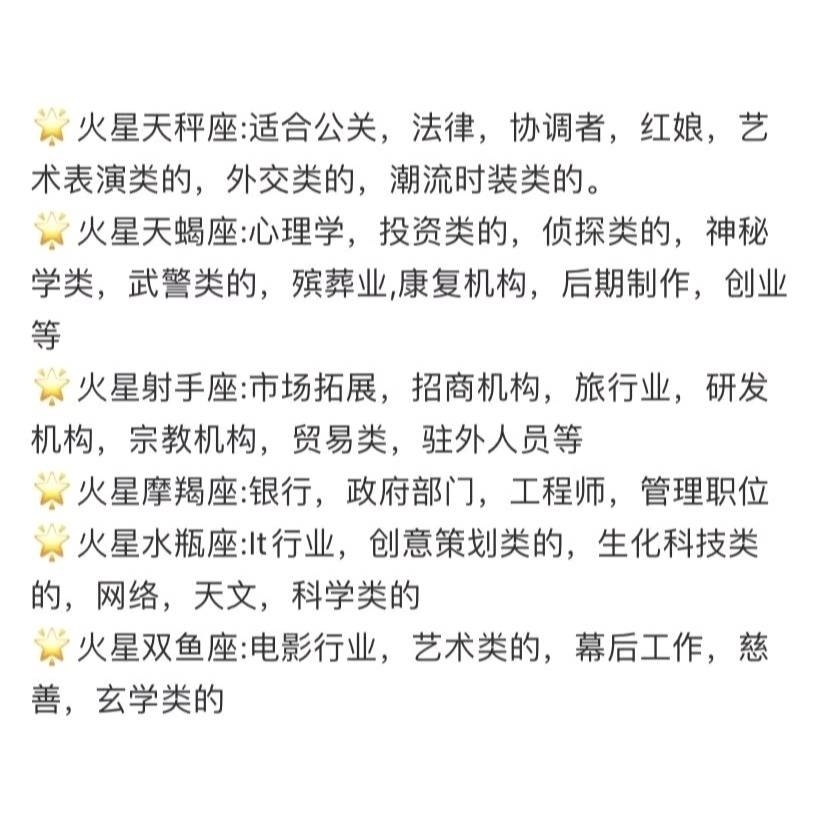 🌟火星天秤座:适合公关，法律，协调者，红娘，艺
术表演类的，外交类的，潮流时装类的。
🌟火星天蝎座:心理学，投资类的，侦探类的，神秘
学类，武警类的，殡葬业,康复机构，后期制作，创业
等
🌟火星射手座:市场拓展，招商机构，旅行业，研发
机构，宗教机构，贸易类，驻外人员等
🌟火星摩羯座:银行，政府部门，工程师，管理职位
🌟火星水瓶座:It行业，创意策划类的，生化科技类
的，网络，天文，科学类的
🌟火星双鱼座:电影行业，艺术类的，幕后工作，慈
善，玄学类的